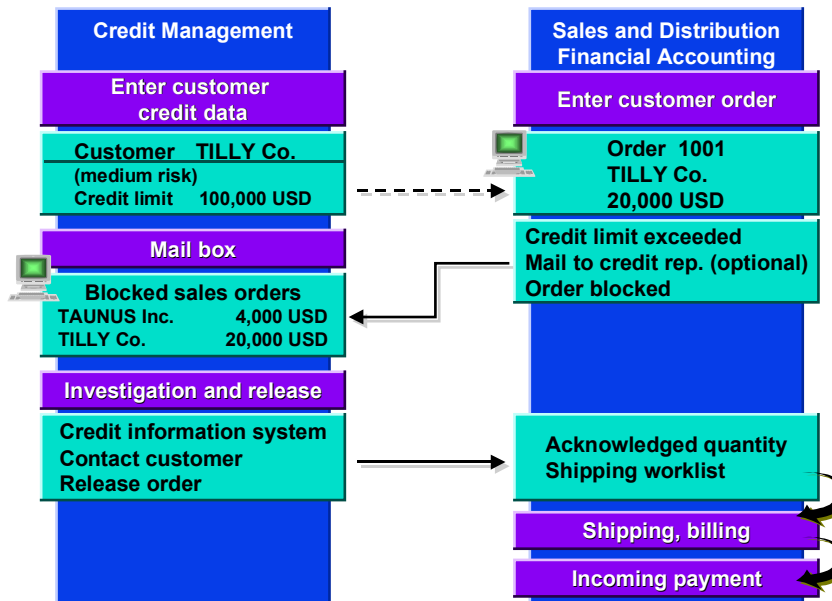 Credit Management
Enter customer
credit data
Customer TILLY Co.
(medium risk)
Credit limit 100,000 USD
Mail box
Blocked sales orders
TAUNUS Inc. 4,000 USD
TILLY Co. 20,000 USD
Investigation and release
Credit information system
Contact customer
Release order
Sales and Distribution
Financial Accounting
Enter customer order
Order 1001
TILLY Co.
20,000 USD
Credit limit exceeded
Mail to credit rep. (optional)
Order blocked
Acknowledged quantity
Shipping worklist
Shipping, billing
Incoming payment